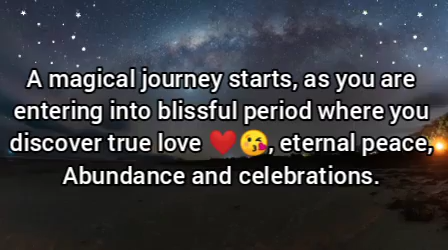 A magical journey starts, as you are
entering into blissful period where you
discover true love ❤️😘, eternal peace,
Abundance and celebrations.